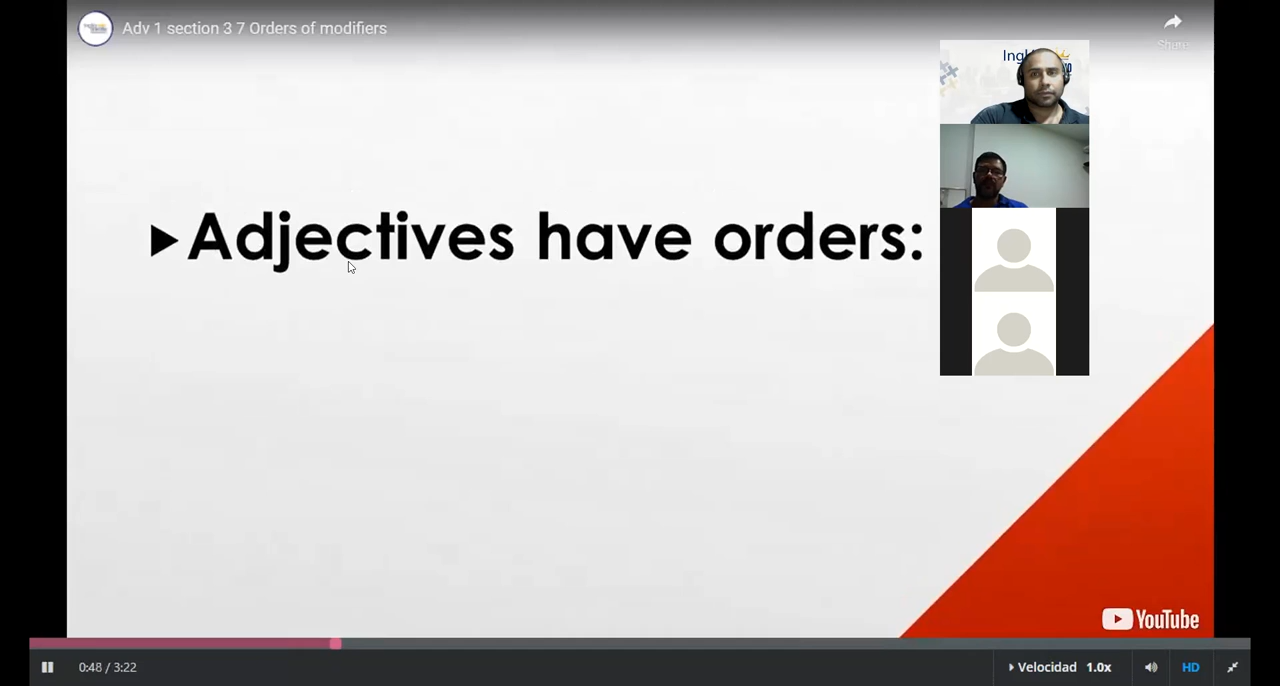 Adv 1 section 3 7 Orders of modifiers
Share
Adjectives have orders:
YouTube
0:48 / 3:22
Velocidad 1.0x
HD